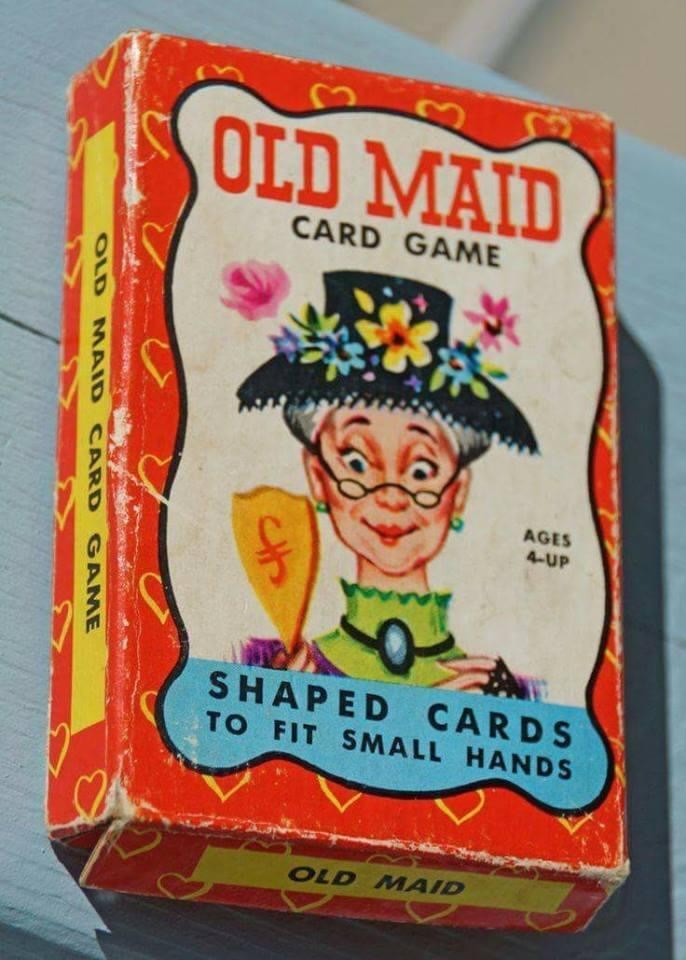 OLD MAID
CARD GAME
AGES
4-UP
SHAPED CARDS
TO FIT SMALL HANDS
OLD MAID CARD GAME
OLD MAID